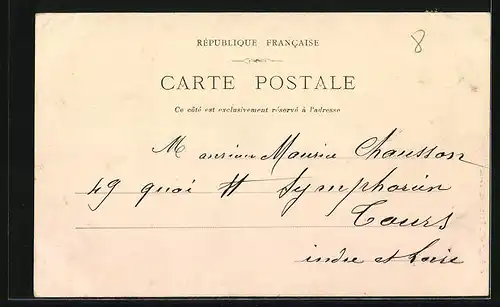 RÉPUBLIQUE FRANÇAISE
8
CARTE POSTALE
Ce côté est exclusivement réservé à l'adresse
Monsieur Maurice Chausson
49 quai St Symphorien
Tours
indre et Loire